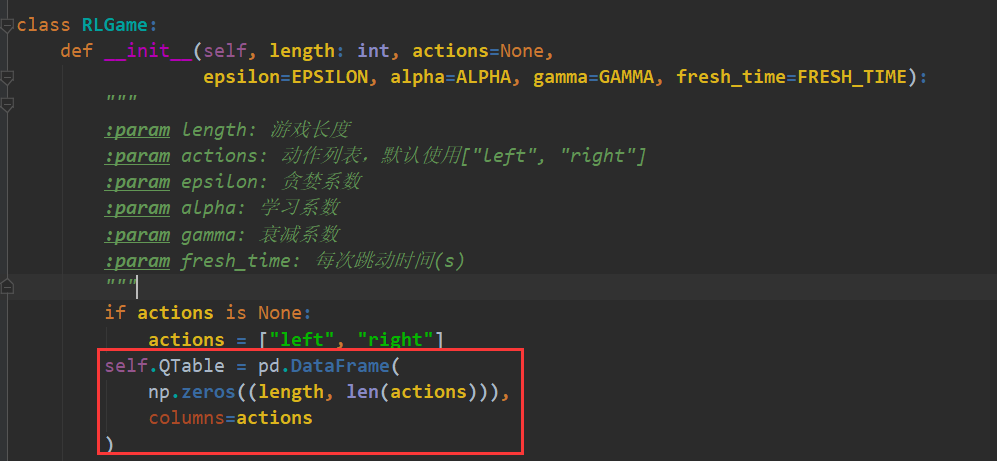 class RLGame:
    def __init__(self, length: int, actions=None,
                 epsilon=EPSILON, alpha=ALPHA, gamma=GAMMA, fresh_time=FRESH_TIME):
        """
        :param length: 游戏长度
        :param actions: 动作列表，默认使用["left", "right"]
        :param epsilon: 贪婪系数
        :param alpha: 学习系数
        :param gamma: 衰减系数
        :param fresh_time: 每次跳动时间(s)
        """
        if actions is None:
            actions = ["left", "right"]
        self.QTable = pd.DataFrame(
            np.zeros((length, len(actions))),
            columns=actions
        )